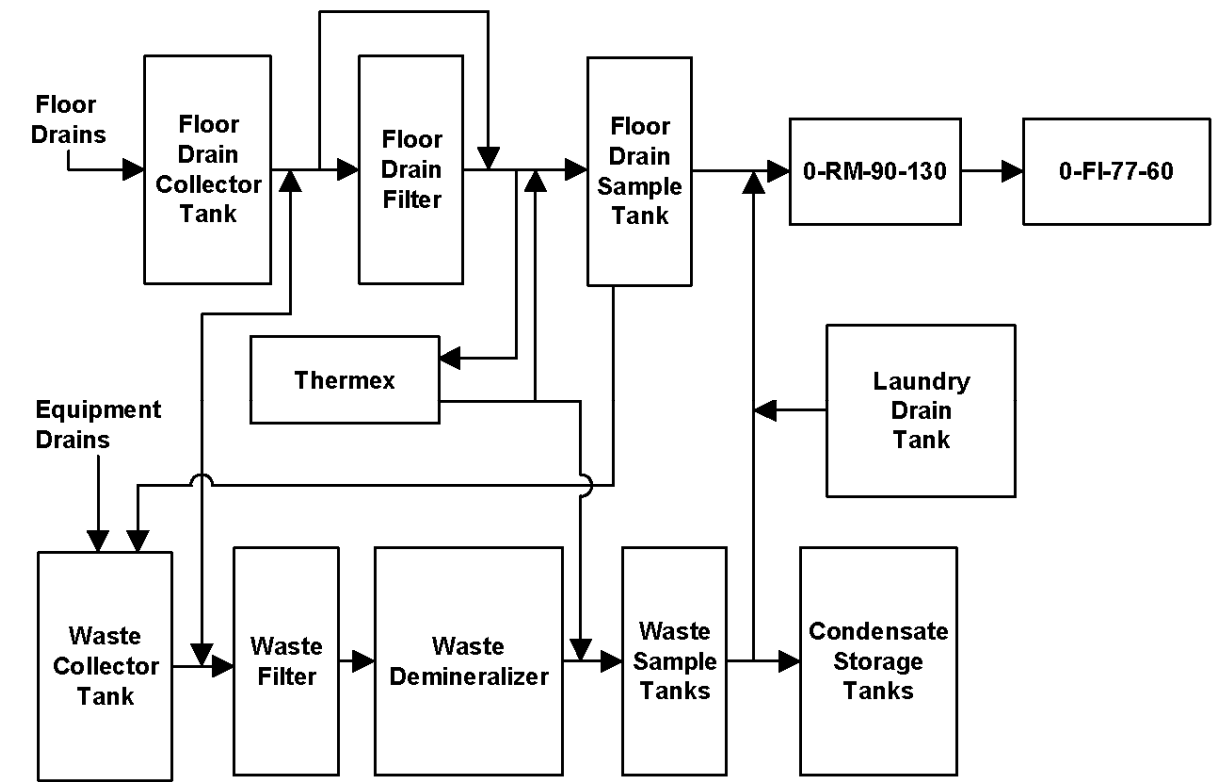 Floor
Drains
Floor
Drain
Collector
Tank
Floor
Drain
Filter
Floor
Drain
Sample
Tank
0-RM-90-130
0-FI-77-60
Thermex
Laundry
Drain
Tank
Equipment
Drains
Waste
Collector
Tank
Waste
Filter
Waste
Demineralizer
Waste
Sample
Tanks
Condensate
Storage
Tanks